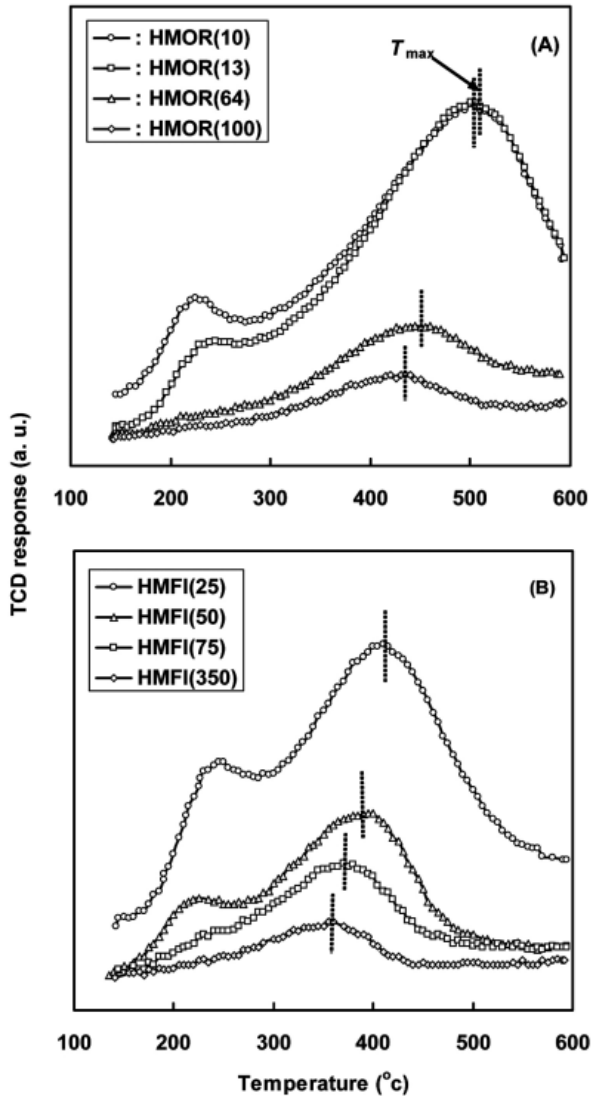 (A)
: HMOR(10)
: HMOR(13)
: HMOR(64)
: HMOR(100)
Tmax
100 200 300 400 500 600
TCD response (a. u.)
(B)
HMFI(25)
HMFI(50)
HMFI(75)
HMFI(350)
100 200 300 400 500 600
Temperature (°c)